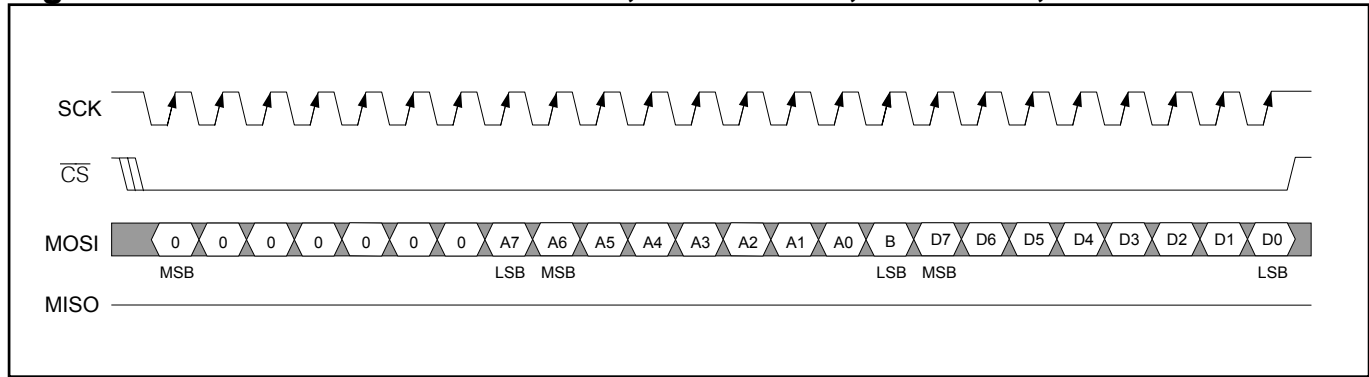 SCK
CS
MOSI 0 0 0 0 0 0 0 A7 A6 A5 A4 A3 A2 A1 A0 B D7 D6 D5 D4 D3 D2 D1 D0
MSB LSB MSB LSB MSB LSB
MISO